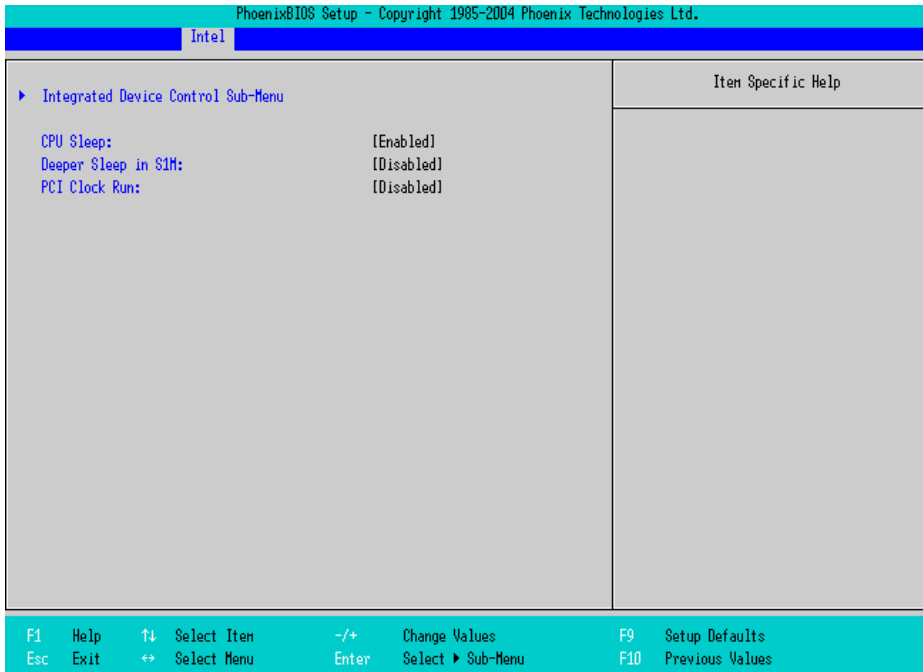 PhoenixBIOS Setup - Copyright 1985-2004 Phoenix Technologies Ltd.
Intel
Item Specific Help
▶ Integrated Device Control Sub-Menu
CPU Sleep: [Enabled]
Deeper Sleep in S1M: [Disabled]
PCI Clock Run: [Disabled]
F1 Help ↑↓ Select Item -/+ Change Values F9 Setup Defaults
Esc Exit ↔ Select Menu Enter Select ▶ Sub-Menu F10 Previous Values